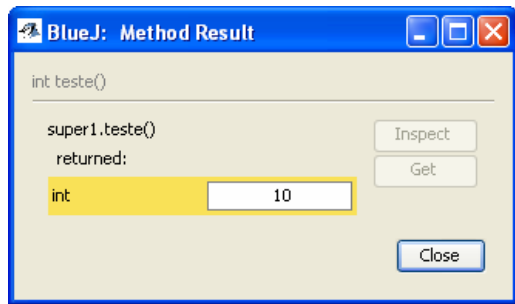 BlueJ: Method Result
int teste()
super1.teste()
returned:
Inspect
Get
int 10
Close